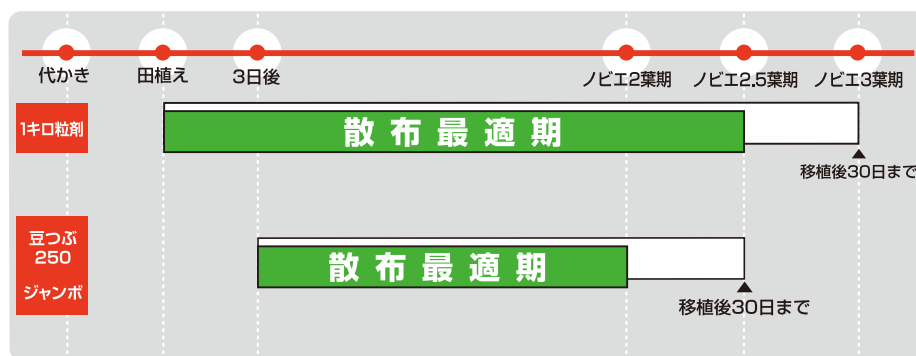 代かき
田植え
3日後
ノビエ2葉期
ノビエ2.5葉期
ノビエ3葉期
1キロ粒剤
散布最適期
移植後30日まで
豆つぶ
250
ジャンボ
散布最適期
移植後30日まで